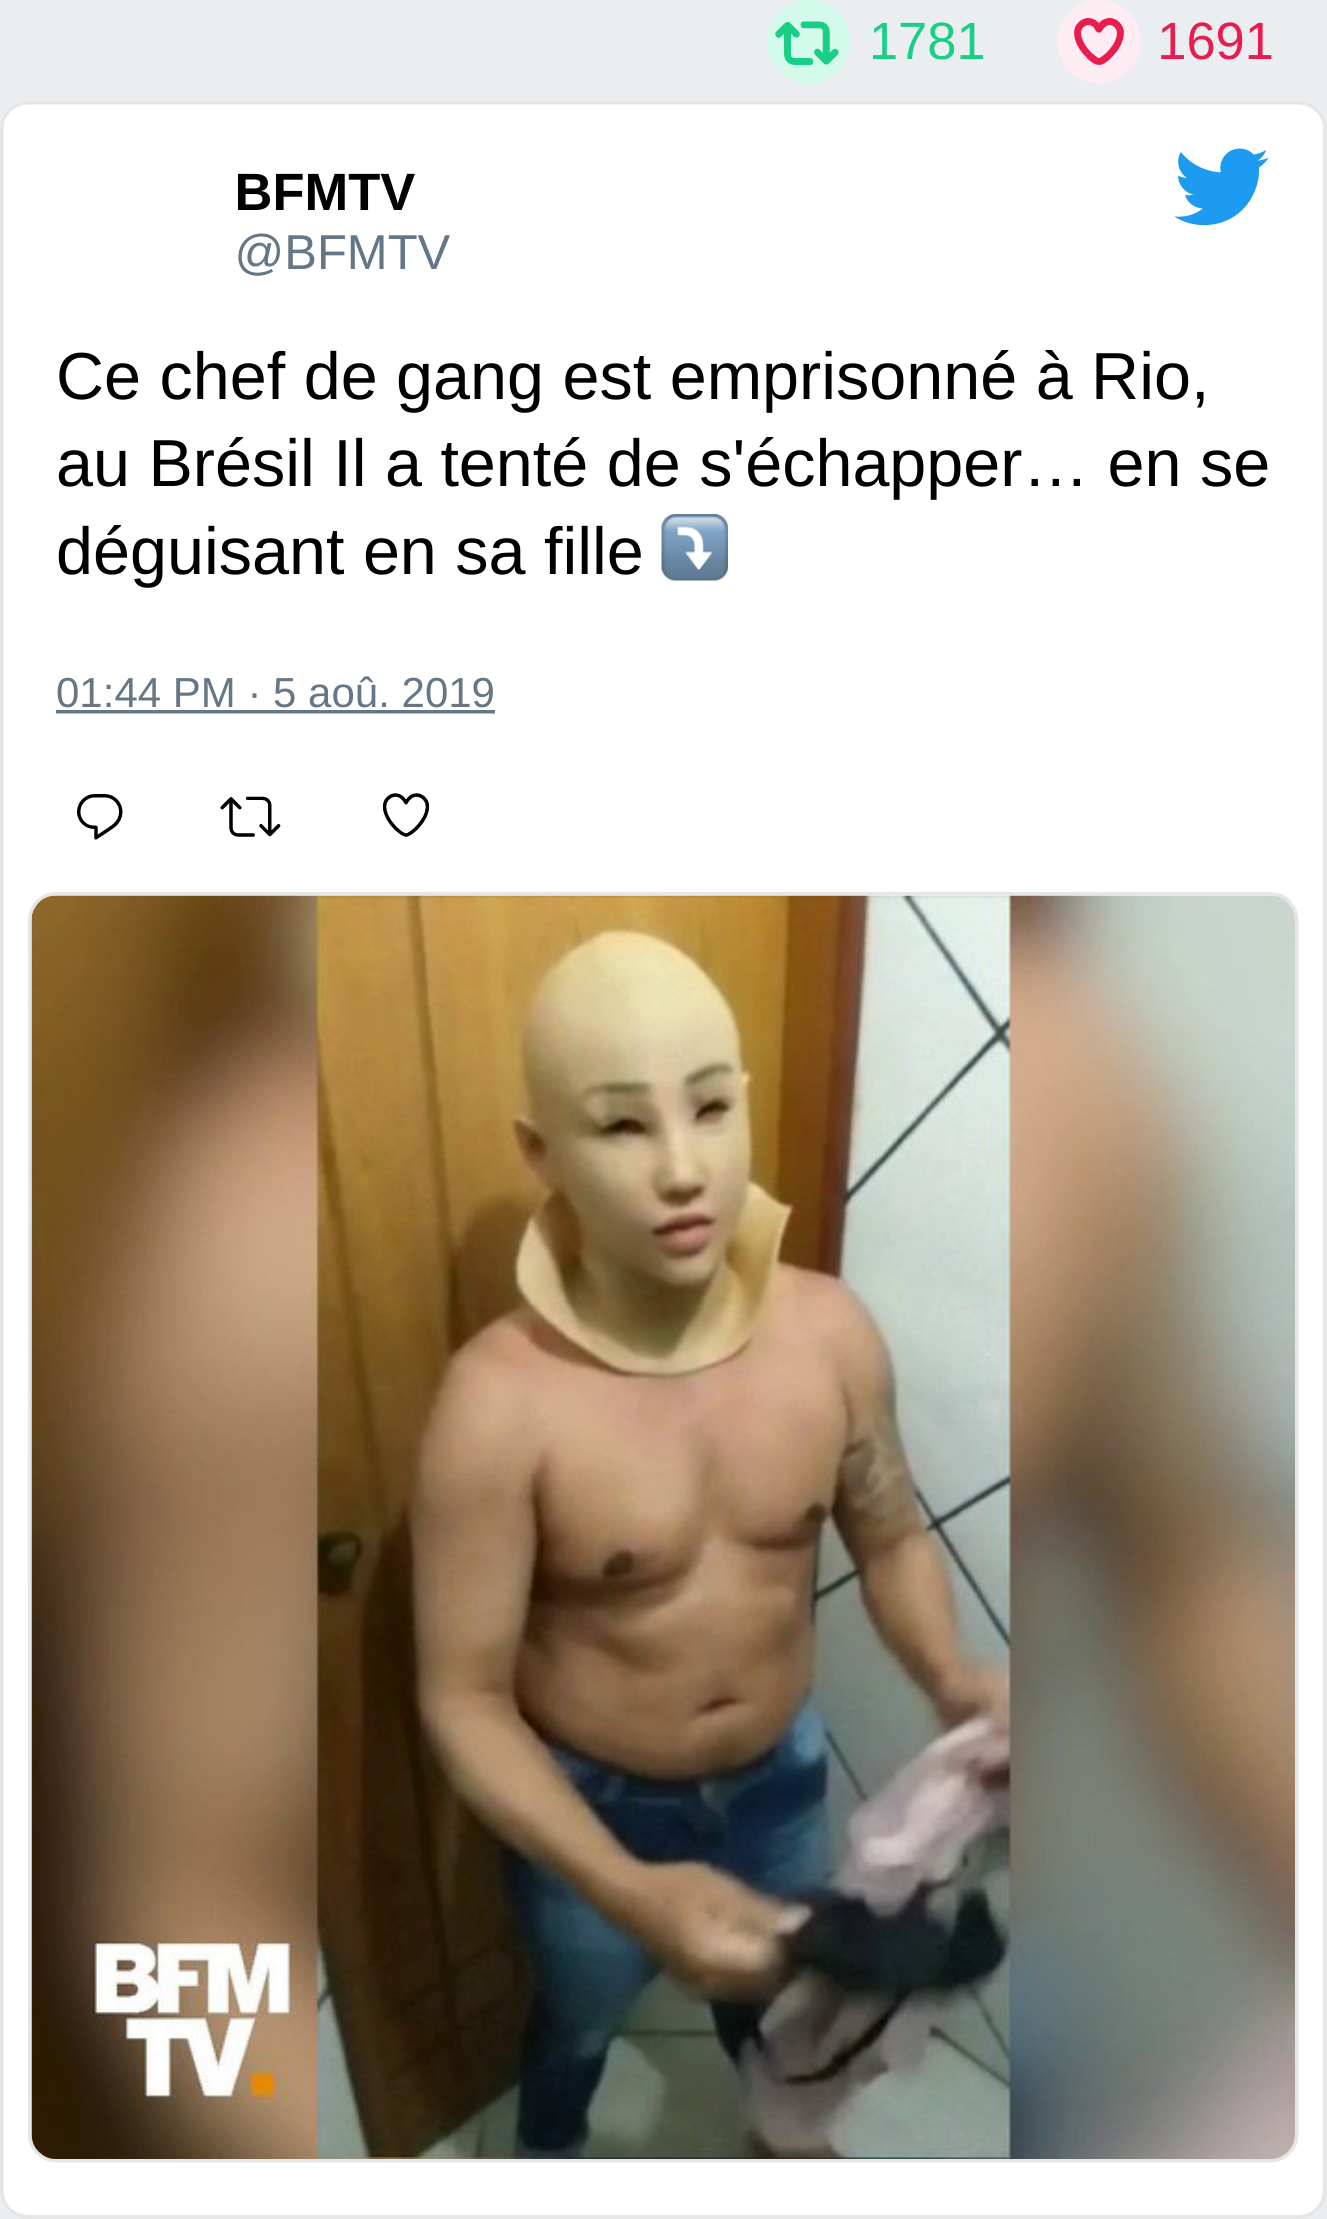 1781 1691
BFMTV
@BFMTV
Ce chef de gang est emprisonné à Rio,
au Brésil Il a tenté de s'échapper… en se
déguisant en sa fille ⤵️
01:44 PM · 5 aoû. 2019
BFM
TV.